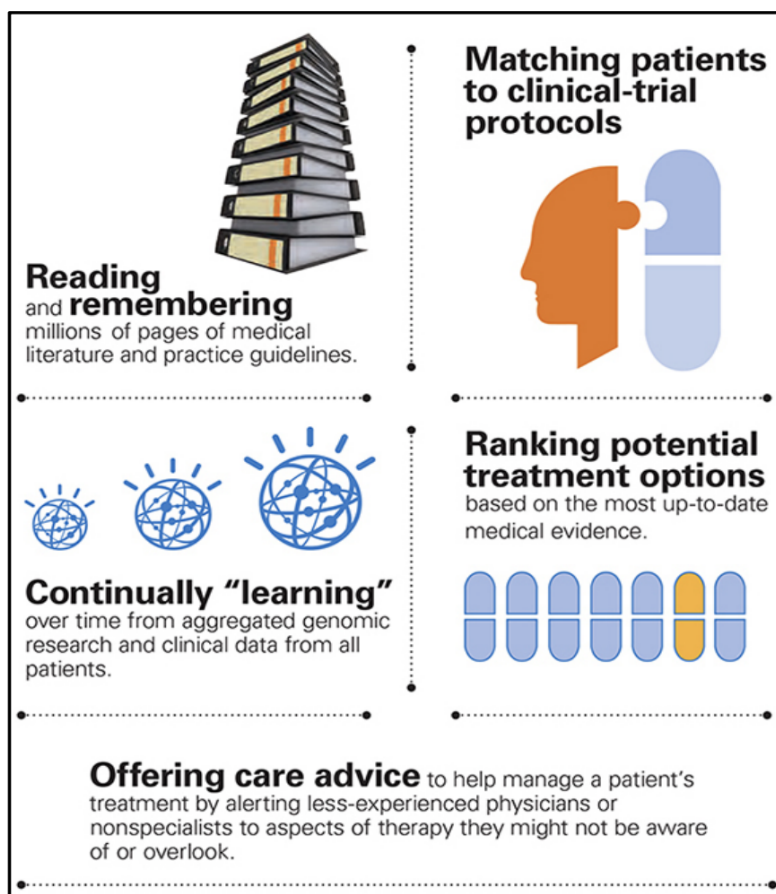 Reading
and remembering
millions of pages of medical
literature and practice guidelines.
Matching patients
to clinical-trial
protocols
Continually “learning”
over time from aggregated genomic
research and clinical data from all
patients.
Ranking potential
treatment options
based on the most up-to-date
medical evidence.
Offering care advice to help manage a patient’s
treatment by alerting less-experienced physicians or
nonspecialists to aspects of therapy they might not be aware
of or overlook.